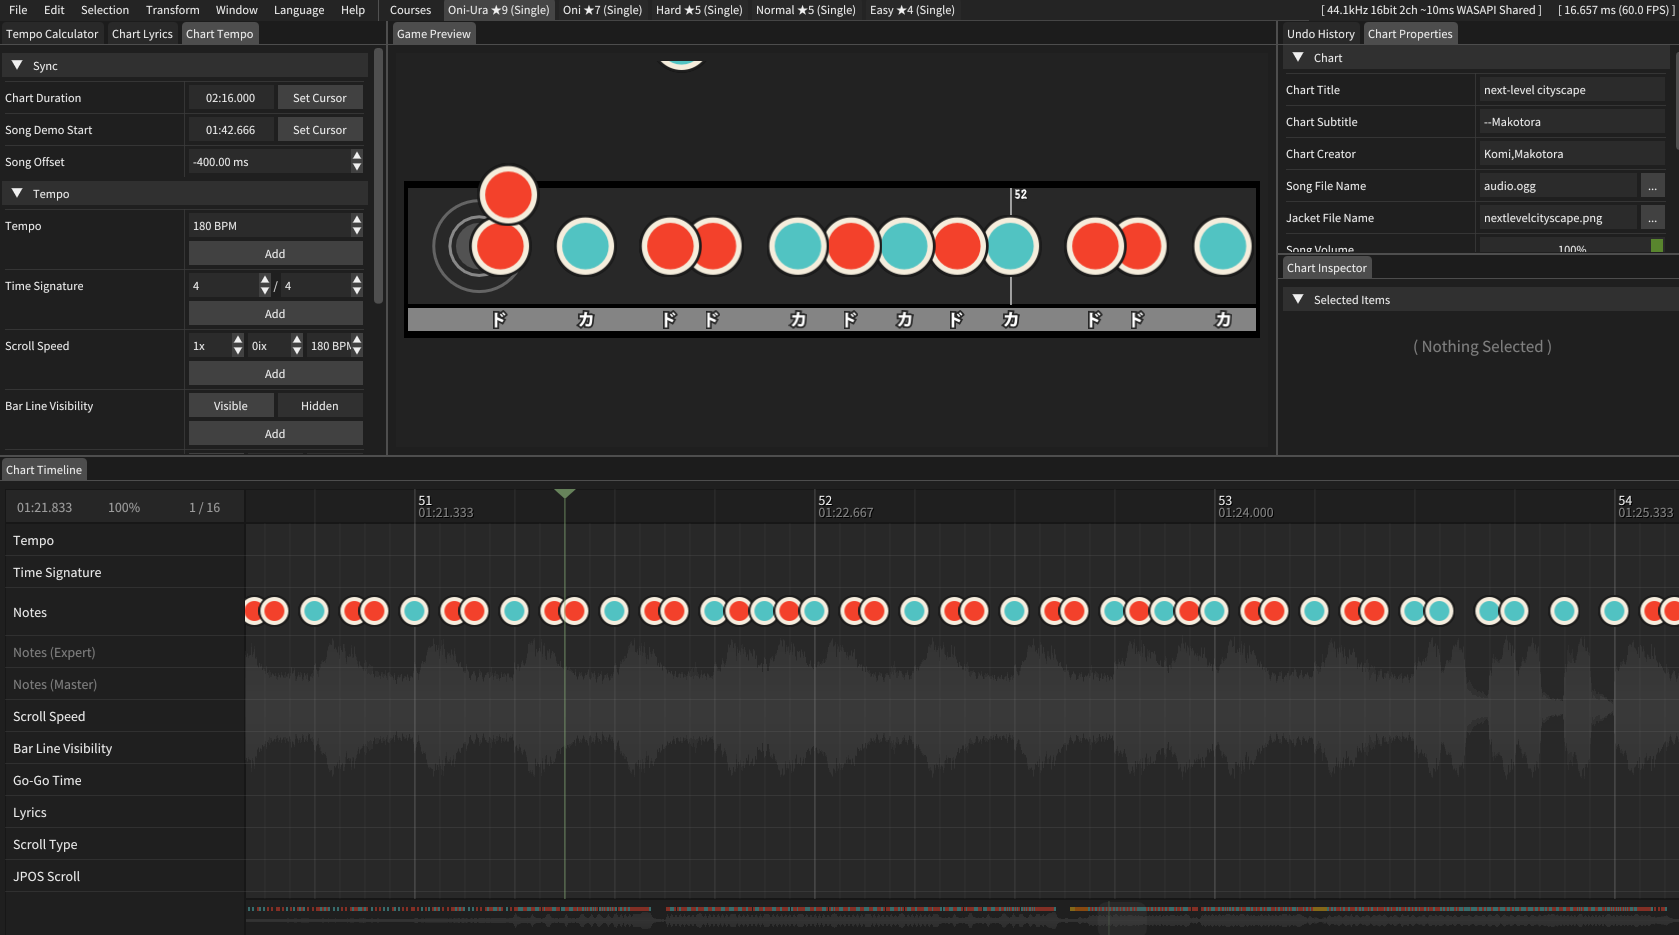 File Edit Selection Transform Window Language Help Courses Oni-Ura ★9 (Single) Oni ★7 (Single) Hard ★5 (Single) Normal ★5 (Single) Easy ★4 (Single) [ 44.1kHz 16bit 2ch ~10ms WASAPI Shared ] [ 16.657 ms (60.0 FPS) ]
Tempo Calculator Chart Lyrics Chart Tempo
Sync
Chart Duration 02:16.000 Set Cursor
Song Demo Start 01:42.666 Set Cursor
Song Offset -400.00 ms
Tempo
Tempo 180 BPM
Add
Time Signature 4 / 4
Add
Scroll Speed 1x 0ix 180 BPM
Add
Bar Line Visibility Visible Hidden
Add
Game Preview
52
ド カ ド ド カ ド カ ド カ ド ド カ
Undo History Chart Properties
Chart
Chart Title next-level cityscape
Chart Subtitle --Makotora
Chart Creator Komi,Makotora
Song File Name audio.ogg ...
Jacket File Name nextlevelcityscape.png ...
Song Volume 100%
Chart Inspector
Selected Items
( Nothing Selected )
Chart Timeline
01:21.833 100% 1 / 16
51 52 53 54
01:21.333 01:22.667 01:24.000 01:25.333
Tempo
Time Signature
Notes
Notes (Expert)
Notes (Master)
Scroll Speed
Bar Line Visibility
Go-Go Time
Lyrics
Scroll Type
JPOS Scroll